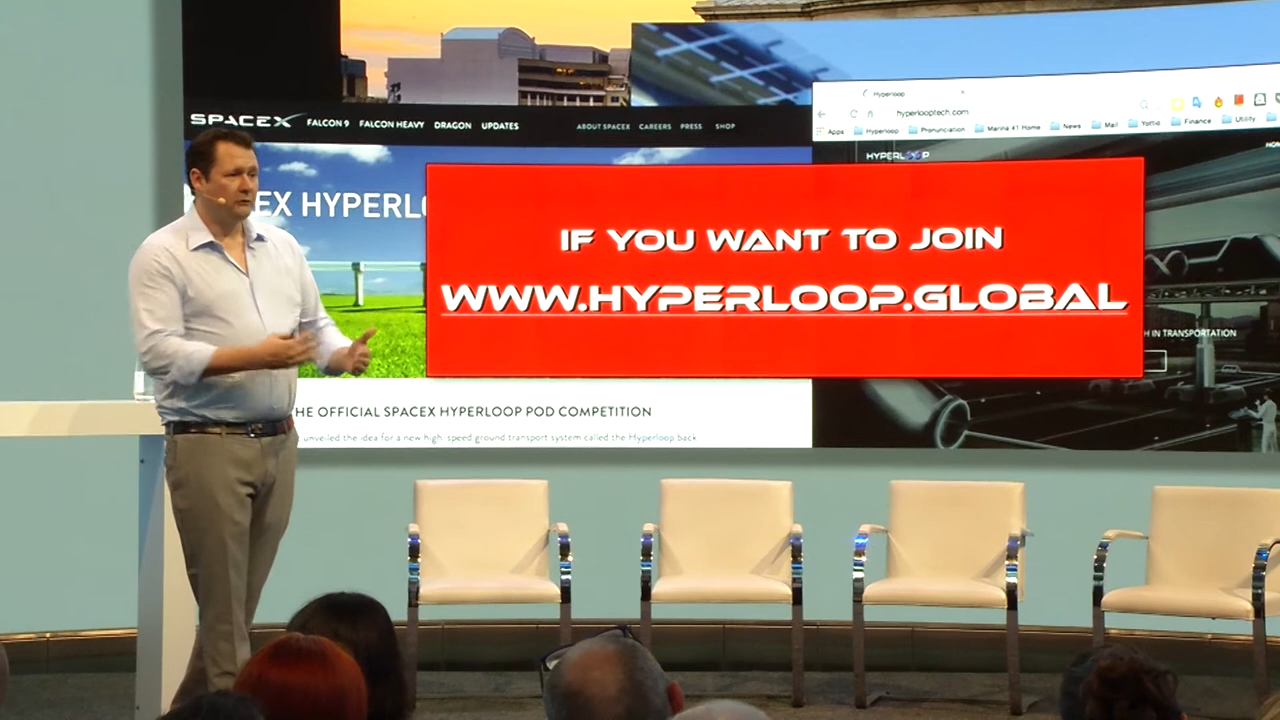 SPACEX FALCON 9 FALCON HEAVY DRAGON UPDATES ABOUT SPACEX CAREERS PRESS SHOP
Hyperloop
hyperlooptech.com
Apps Hyperloop Pronunciation Marina 41 Home News Mail Yottio Finance Utility
HYPERLOOP
EX HYPERLO
IF YOU WANT TO JOIN
WWW.HYPERLOOP.GLOBAL
H IN TRANSPORTATION
HE OFFICIAL SPACEX HYPERLOOP POD COMPETITION
unveiled the idea for a new high-speed ground transport system called the Hyperloop back